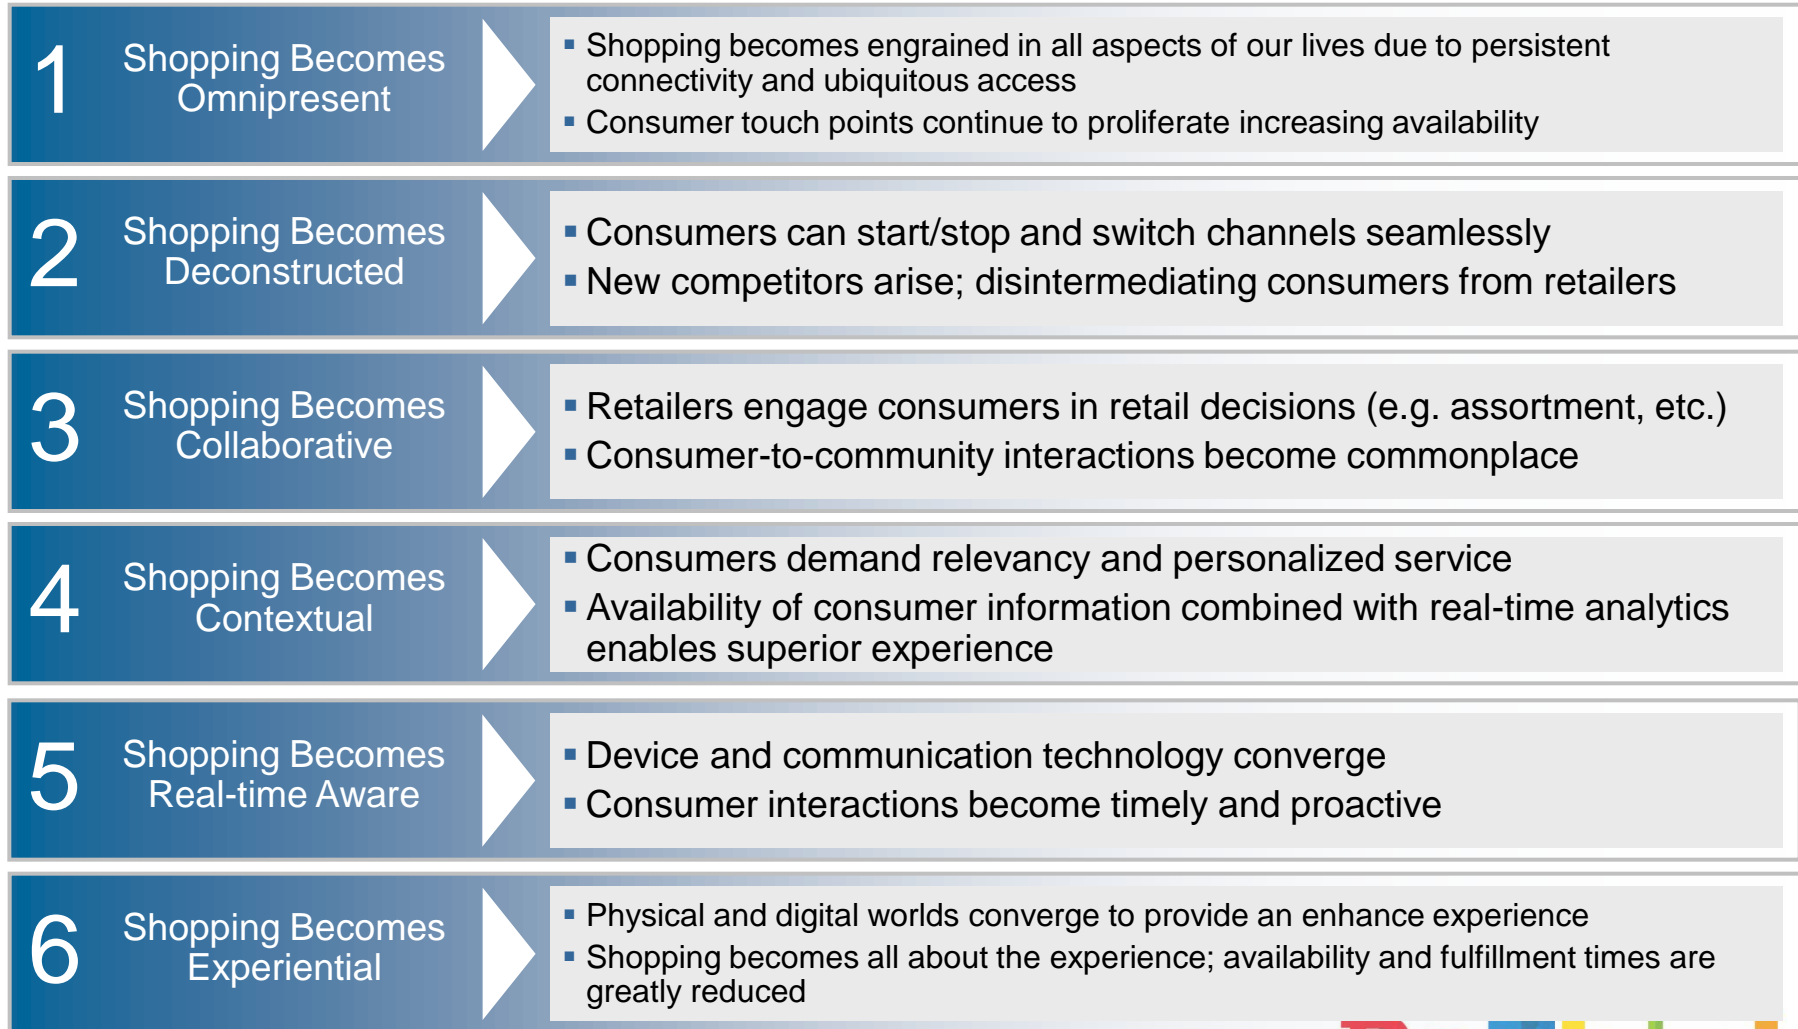 1
Shopping Becomes
Omnipresent
▪ Shopping becomes engrained in all aspects of our lives due to persistent
connectivity and ubiquitous access
▪ Consumer touch points continue to proliferate increasing availability
2
Shopping Becomes
Deconstructed
▪ Consumers can start/stop and switch channels seamlessly
▪ New competitors arise; disintermediating consumers from retailers
3
Shopping Becomes
Collaborative
▪ Retailers engage consumers in retail decisions (e.g. assortment, etc.)
▪ Consumer-to-community interactions become commonplace
4
Shopping Becomes
Contextual
▪ Consumers demand relevancy and personalized service
▪ Availability of consumer information combined with real-time analytics
enables superior experience
5
Shopping Becomes
Real-time Aware
▪ Device and communication technology converge
▪ Consumer interactions become timely and proactive
6
Shopping Becomes
Experiential
▪ Physical and digital worlds converge to provide an enhance experience
▪ Shopping becomes all about the experience; availability and fulfillment times are
greatly reduced